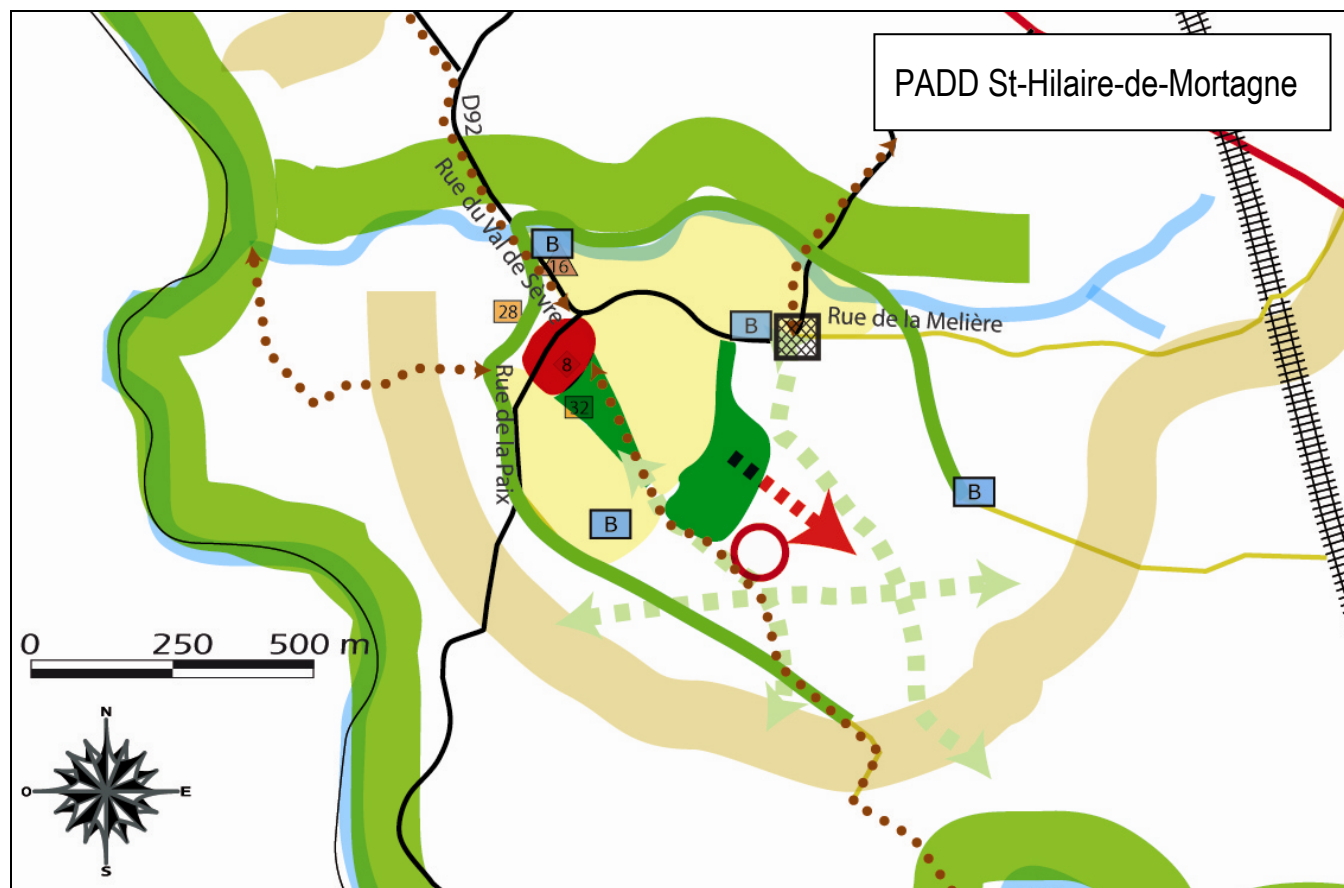 PADD St-Hilaire-de-Mortagne
D92
Rue du Val de Sèvre
B
16
28
B
Rue de la Melière
8
32
Rue de la Paix
B
B
0 250 500 m
N
O E
S